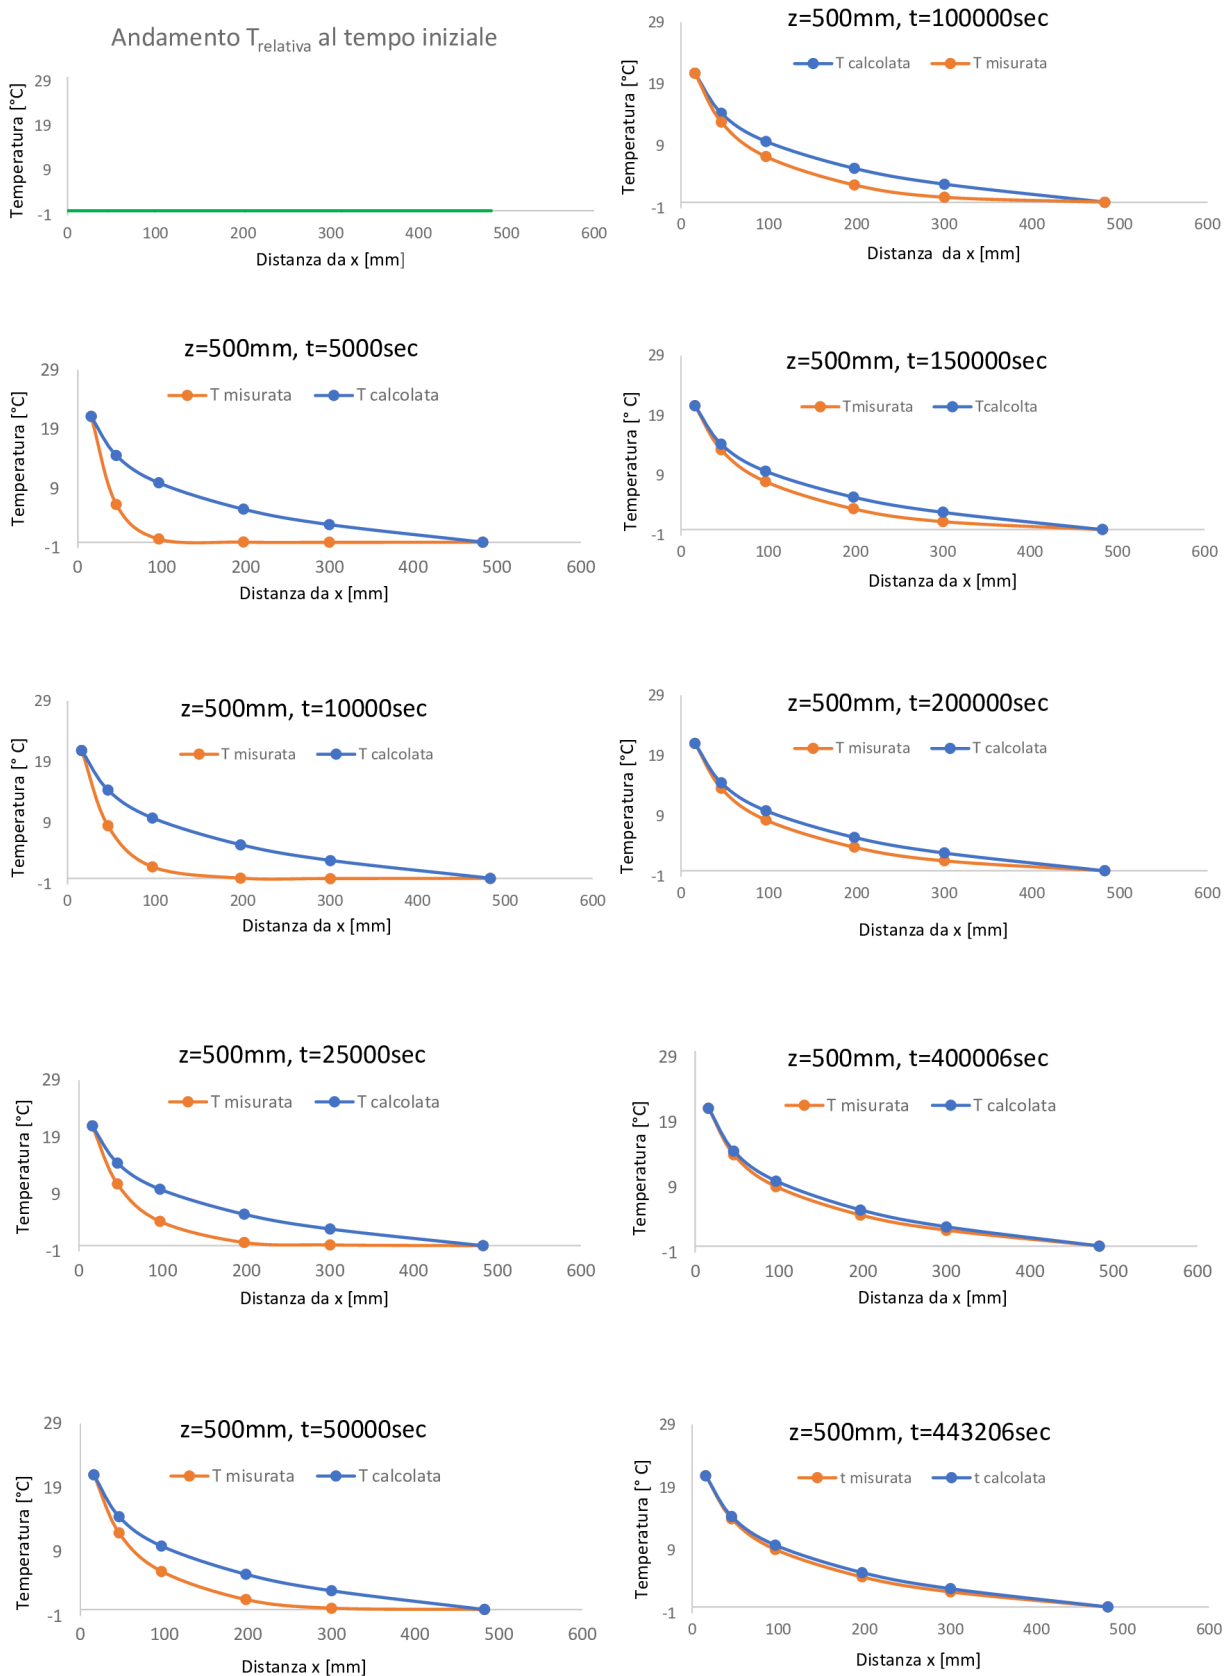 Andamento Trelativa al tempo iniziale
Temperatura [°C]
29
19
9
-1
0 100 200 300 400 500 600
Distanza da x [mm]
z=500mm, t=5000sec
T misurata T calcolata
Temperatura [°C]
29
19
9
-1
0 100 200 300 400 500 600
Distanza da x [mm]
z=500mm, t=10000sec
T misurata T calcolata
Temperatura [° C]
29
19
9
-1
0 100 200 300 400 500 600
Distanza da x [mm]
z=500mm, t=25000sec
T misurata T calcolata
Temperatura [°C]
29
19
9
-1
0 100 200 300 400 500 600
Distanza da x [mm]
z=500mm, t=50000sec
T misurata T calcolata
Temperatura [°C]
29
19
9
-1
0 100 200 300 400 500 600
Distanza x [mm]
z=500mm, t=100000sec
T calcolata T misurata
Temperatura [°C]
29
19
9
-1
0 100 200 300 400 500 600
Distanza da x [mm]
z=500mm, t=150000sec
Tmisurata Tcalcolta
Temperatura [° C]
29
19
9
-1
0 100 200 300 400 500 600
Distanza da x [mm]
z=500mm, t=200000sec
T misurata T calcolata
Temperatura [° C]
29
19
9
-1
0 100 200 300 400 500 600
Distanza da x [mm]
z=500mm, t=400006sec
T misurata T calcolata
Temperatura [°C]
29
19
9
-1
0 100 200 300 400 500 600
Distanza da x [mm]
z=500mm, t=443206sec
t misurata t calcolata
Temperatura [° C]
29
19
9
-1
0 100 200 300 400 500 600
Distanza da x [mm]